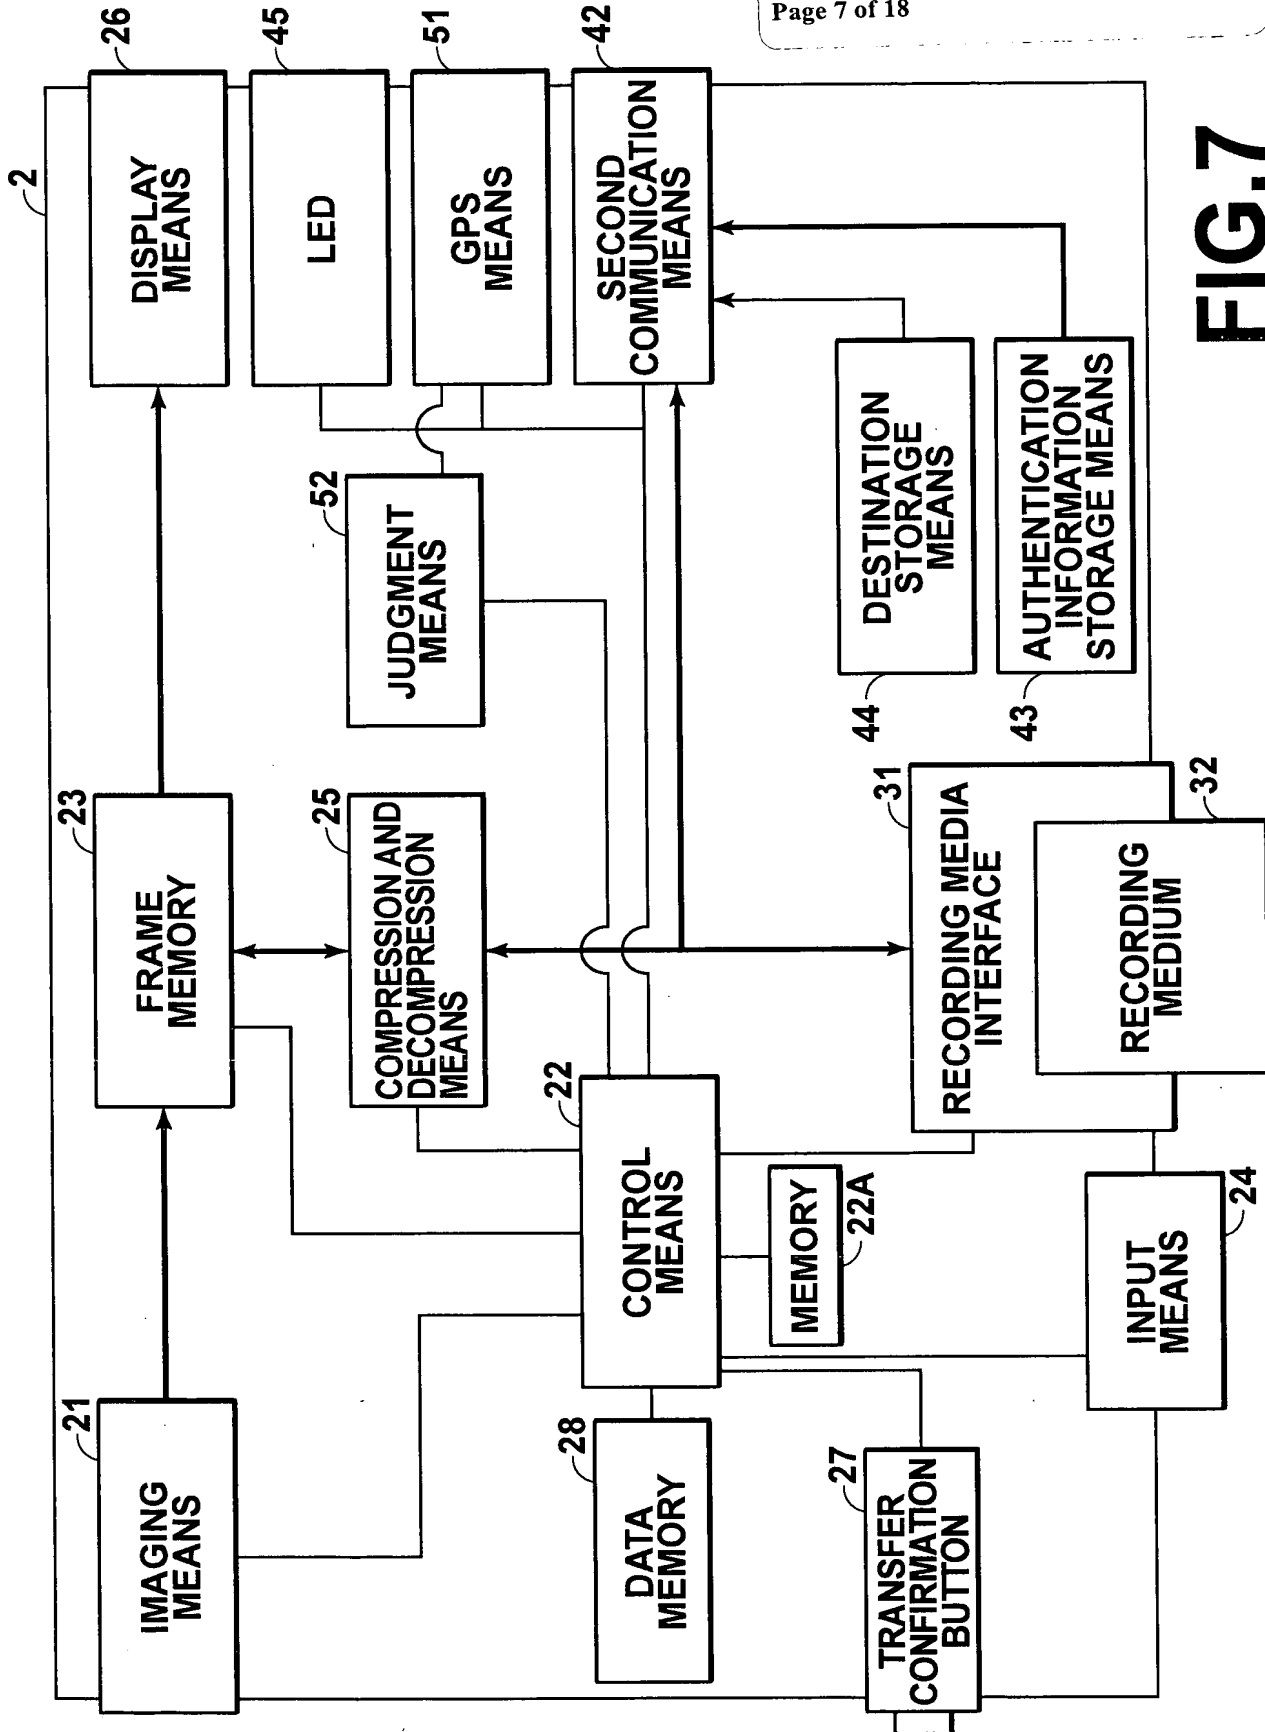 Page 7 of 18
FIG.7
2
21
IMAGING
MEANS
23
FRAME
MEMORY
26
DISPLAY
MEANS
45
LED
51
GPS
MEANS
42
SECOND
COMMUNICATION
MEANS
25
COMPRESSION AND
DECOMPRESSION
MEANS
52
JUDGMENT
MEANS
28
DATA
MEMORY
22
CONTROL
MEANS
MEMORY
22A
27
TRANSFER
CONFIRMATION
BUTTON
INPUT
MEANS
24
31
RECORDING MEDIA
INTERFACE
32
RECORDING
MEDIUM
44
DESTINATION
STORAGE
MEANS
43
AUTHENTICATION
INFORMATION
STORAGE MEANS